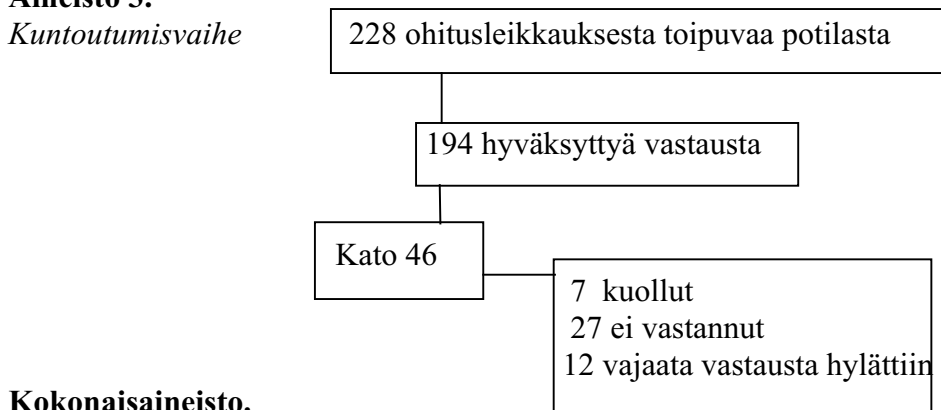 Aineisto 3.
Kuntoutumisvaihe
228 ohitusleikkauksesta toipuvaa potilasta
194 hyväksyttyä vastausta
Kato 46
7 kuollut
27 ei vastannut
12 vajaata vastausta hylättiin
Kokonaisaineisto.